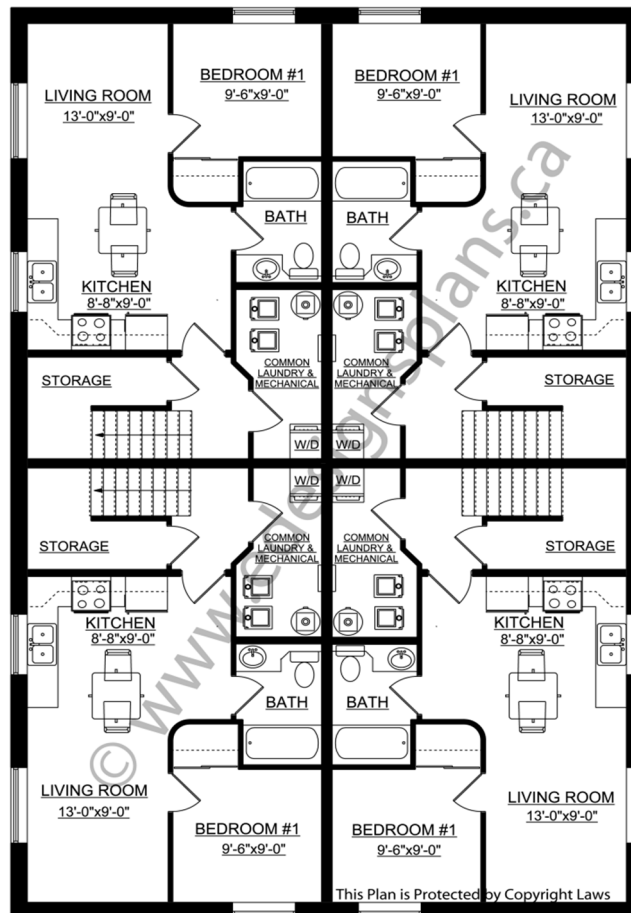 LIVING ROOM
13'-0"x9'-0"
BEDROOM #1
9'-6"x9'-0"
BEDROOM #1
9'-6"x9'-0"
LIVING ROOM
13'-0"x9'-0"
BATH
BATH
KITCHEN
8'-8"x9'-0"
KITCHEN
8'-8"x9'-0"
COMMON
LAUNDRY &
MECHANICAL
COMMON
LAUNDRY &
MECHANICAL
STORAGE
STORAGE
W/D
W/D
W/D
W/D
STORAGE
COMMON
LAUNDRY &
MECHANICAL
COMMON
LAUNDRY &
MECHANICAL
STORAGE
KITCHEN
8'-8"x9'-0"
KITCHEN
8'-8"x9'-0"
BATH
BATH
LIVING ROOM
13'-0"x9'-0"
BEDROOM #1
9'-6"x9'-0"
BEDROOM #1
9'-6"x9'-0"
LIVING ROOM
13'-0"x9'-0"
© www.edesignsplans.ca
This Plan is Protected by Copyright Laws